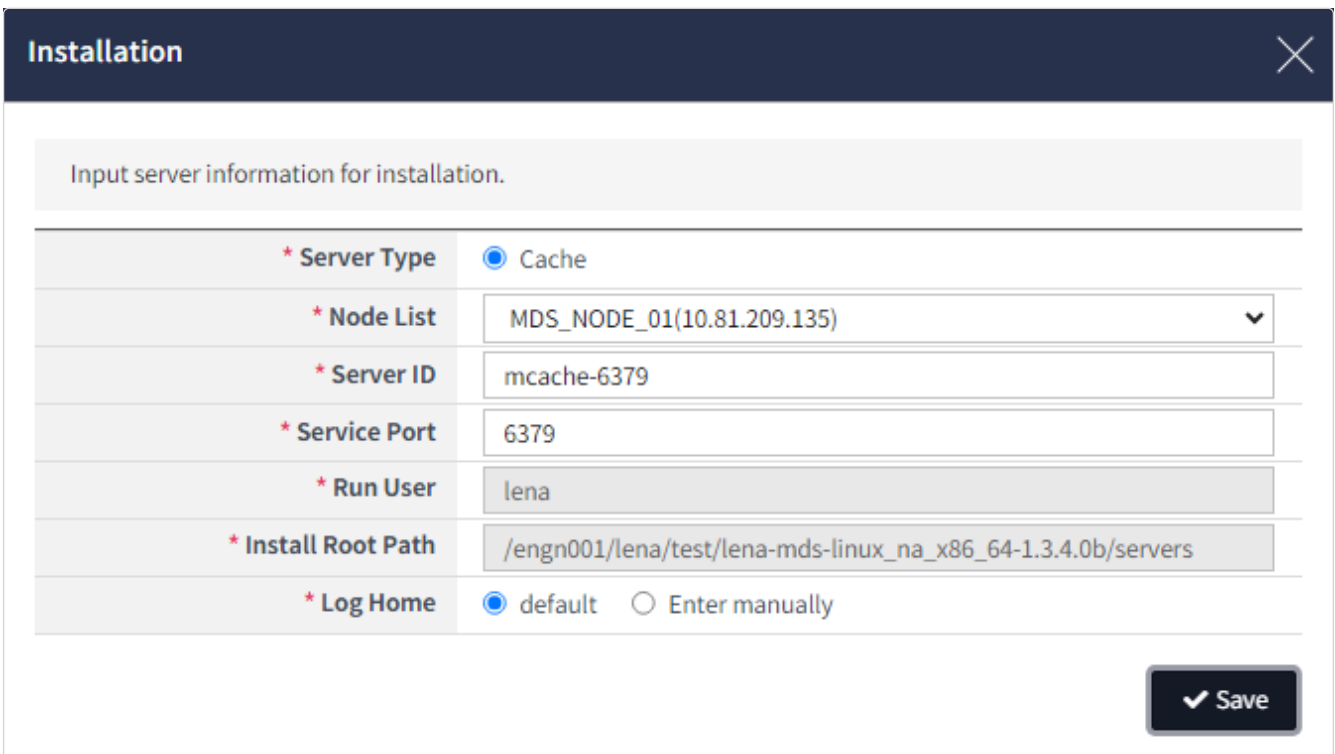 Installation
Input server information for installation.
* Server Type Cache
* Node List MDS_NODE_01(10.81.209.135)
* Server ID mcache-6379
* Service Port 6379
* Run User lena
* Install Root Path /engn001/lena/test/lena-mds-linux_na_x86_64-1.3.4.0b/servers
* Log Home default Enter manually
Save